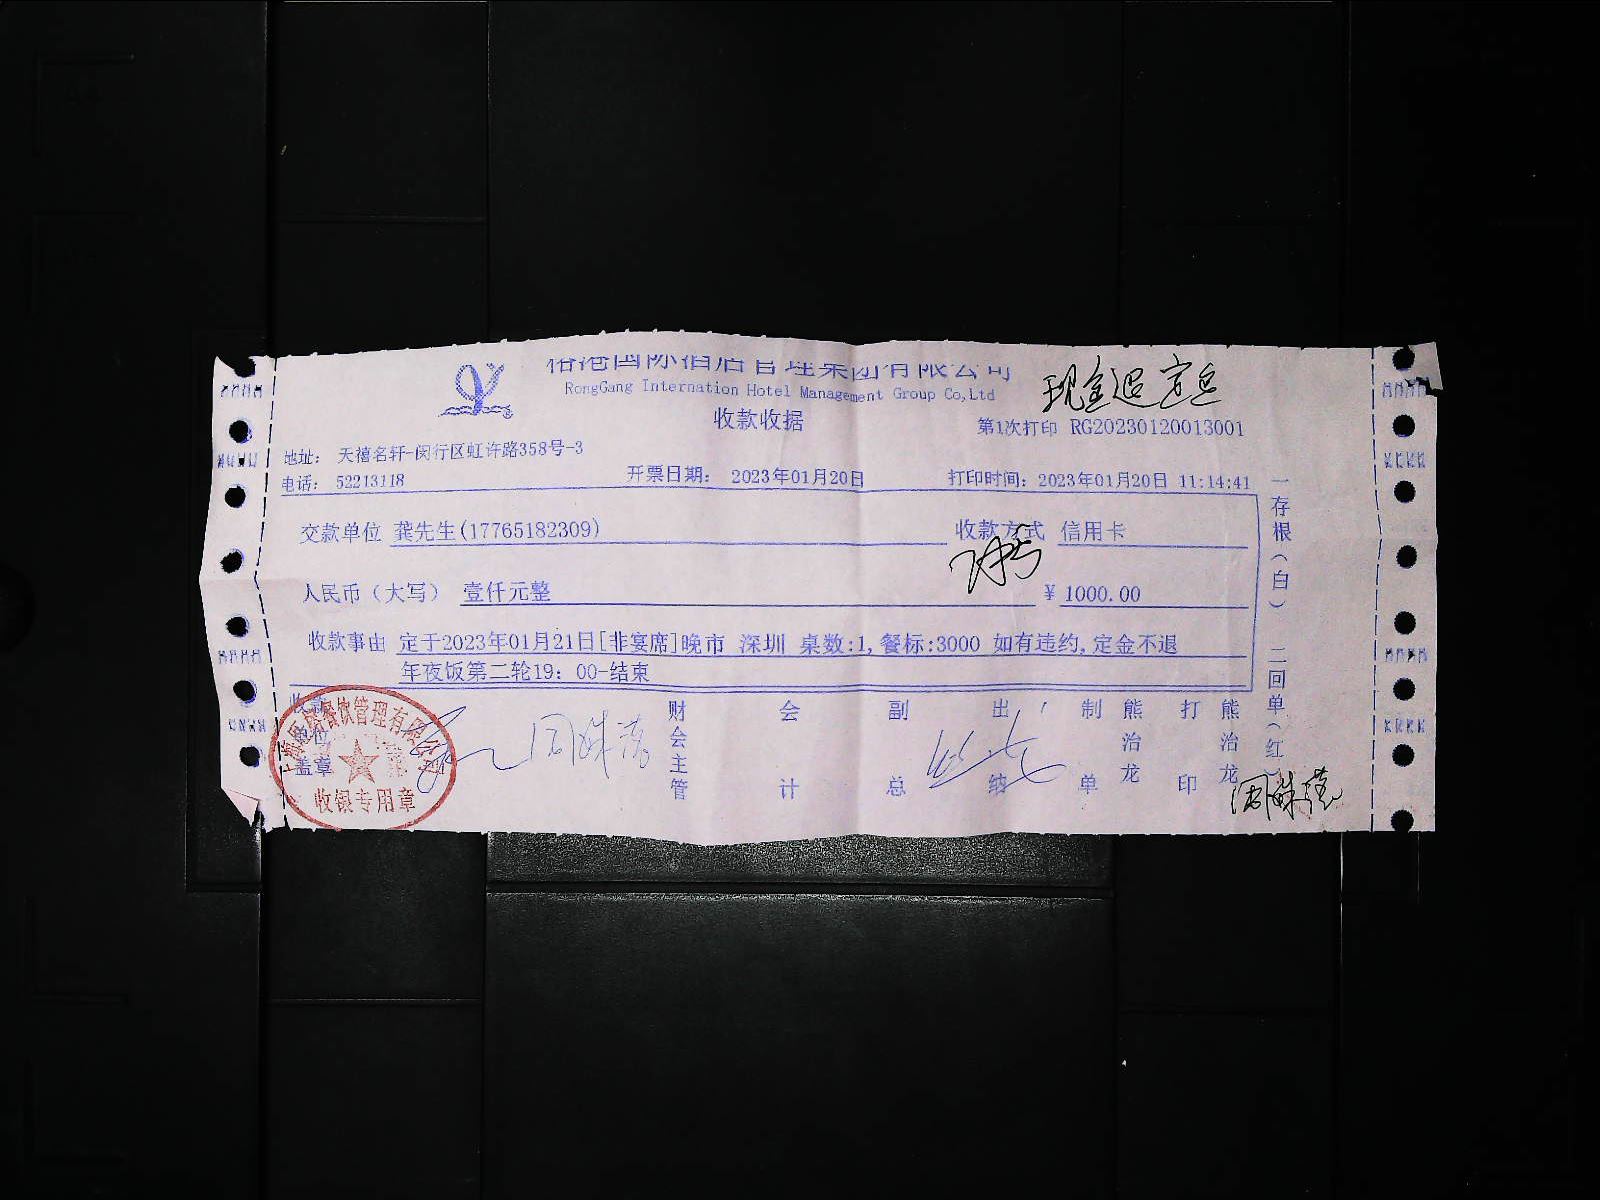 裕港国际酒店管理集团有限公司
RongGang Internation Hotel Management Group Co,Ltd
现金退定金
收款收据
第1次打印 RG20230120013001
地址： 天禧名轩-闵行区虹许路358号-3
电话： 52213118
开票日期： 2023年01月20日
打印时间：2023年01月20日 11:14:41
交款单位 龚先生(17765182309)
收款方式 信用卡
人民币（大写） 壹仟元整
￥ 1000.00
收款事由 定于2023年01月21日[非宴席]晚市 深圳 桌数:1,餐标:3000 如有违约,定金不退
年夜饭第二轮19：00-结束
一存根（白） 二回单（红）
收款单位盖章
收银专用章
财会主管
会计
副总
出纳
制单
熊治龙
打印
熊治龙